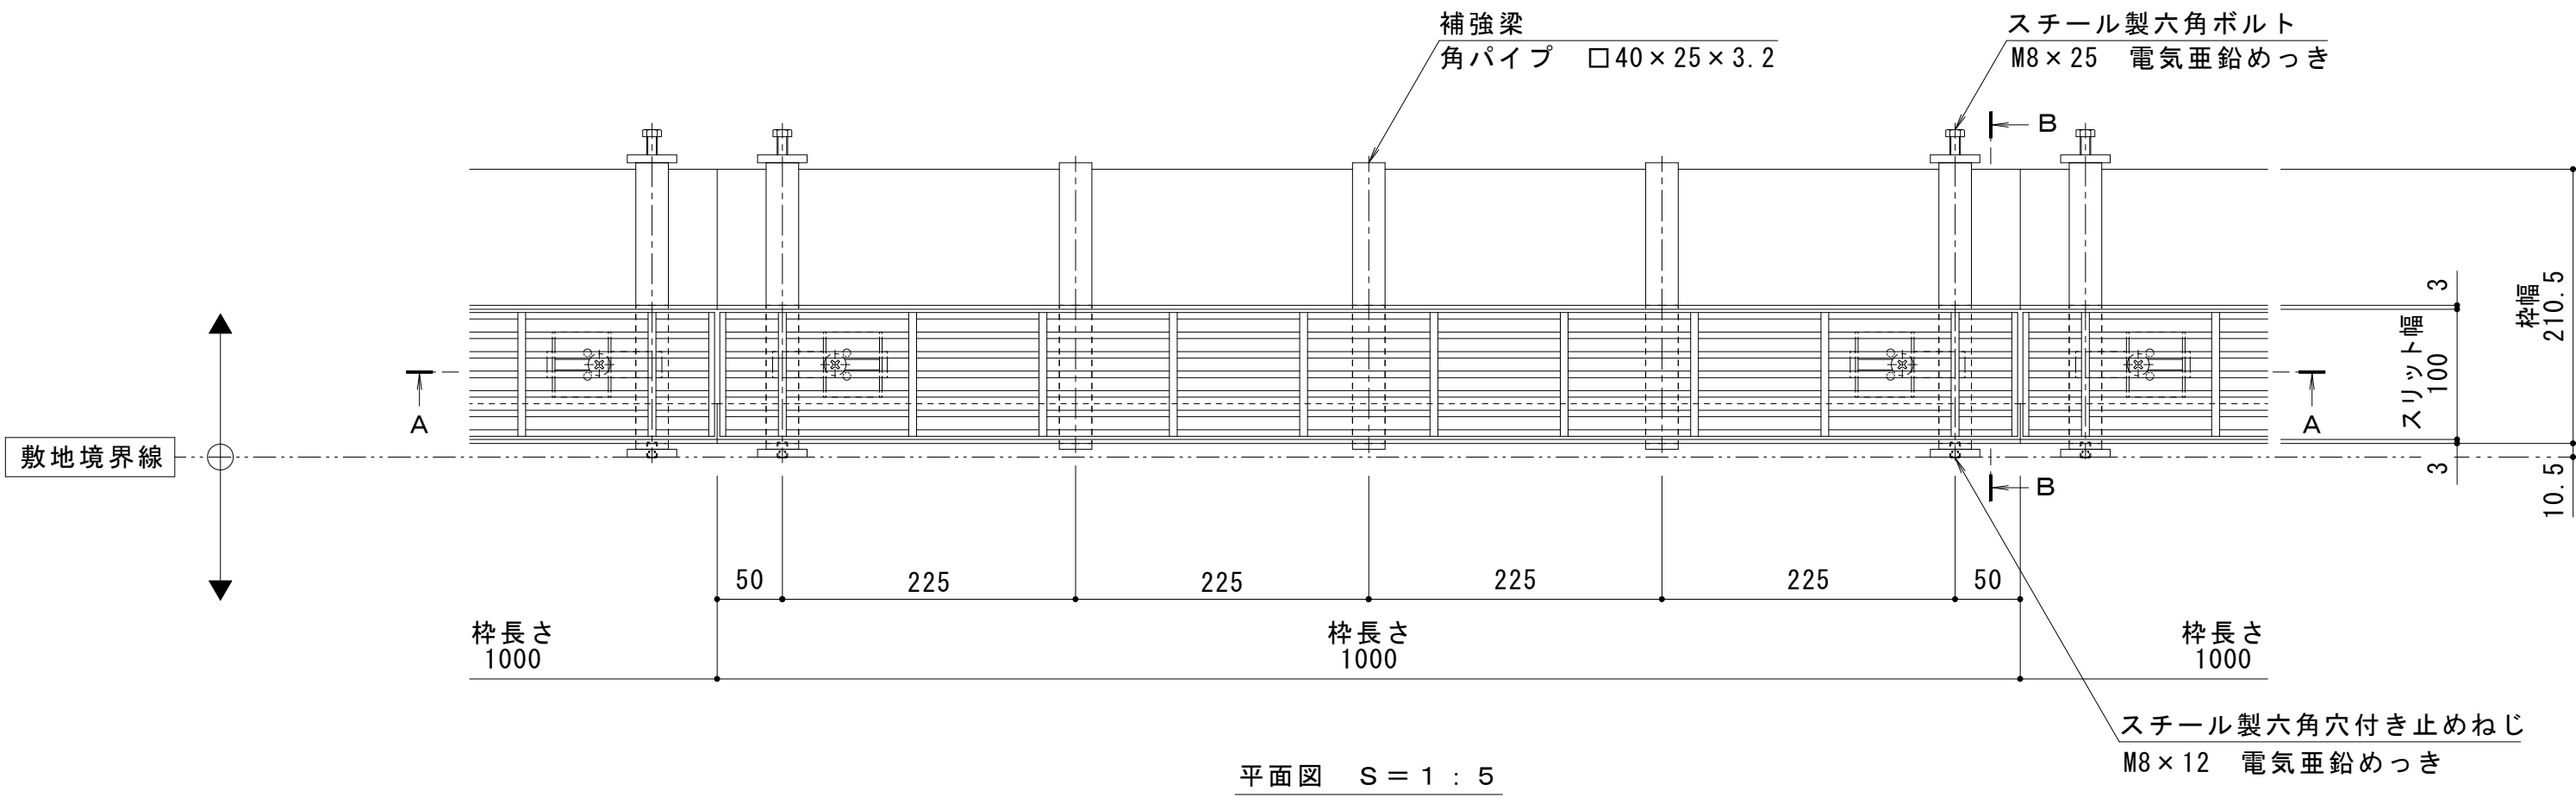 補強梁
角パイプ　□40×25×3.2
スチール製六角ボルト
M8×25　電気亜鉛めっき
B
3
枠幅
210.5
スリット幅
100
A
A
敷地境界線
3
10.5
B
50
225
225
225
225
50
枠長さ
1000
枠長さ
1000
枠長さ
1000
スチール製六角穴付き止めねじ
M8×12　電気亜鉛めっき
平面図　S＝1：5